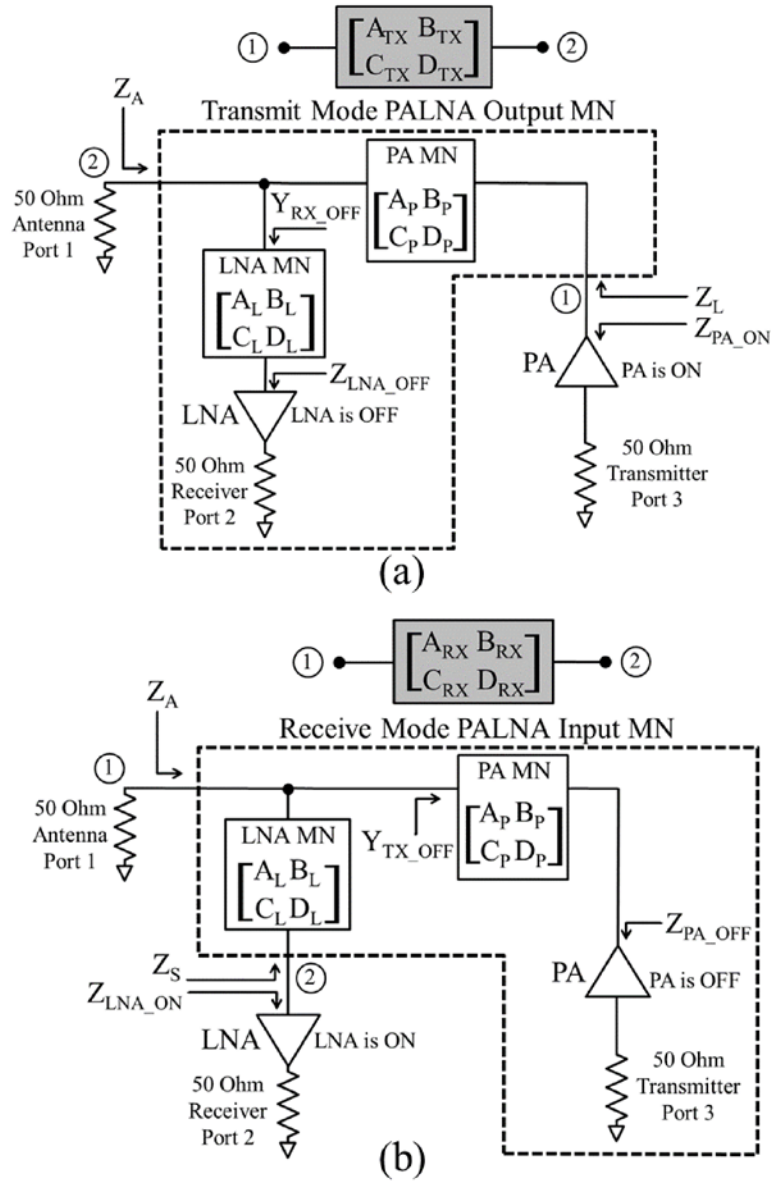 ① [A_TX B_TX ②
C_TX D_TX]
Z_A
Transmit Mode PALNA Output MN
②
PA MN
50 Ohm
Antenna
Port 1
Y_RX_OFF
[A_P B_P
C_P D_P]
LNA MN
[A_L B_L
C_L D_L]
①
Z_L
Z_PA_ON
Z_LNA_OFF
PA PA is ON
LNA LNA is OFF
50 Ohm
Receiver
Port 2
50 Ohm
Transmitter
Port 3
(a)
① [A_RX B_RX ②
C_RX D_RX]
Z_A
Receive Mode PALNA Input MN
①
PA MN
50 Ohm
Antenna
Port 1
LNA MN
[A_L B_L
C_L D_L]
Y_TX_OFF
[A_P B_P
C_P D_P]
Z_PA_OFF
Z_S
②
Z_LNA_ON
PA PA is OFF
LNA LNA is ON
50 Ohm
Receiver
Port 2
50 Ohm
Transmitter
Port 3
(b)